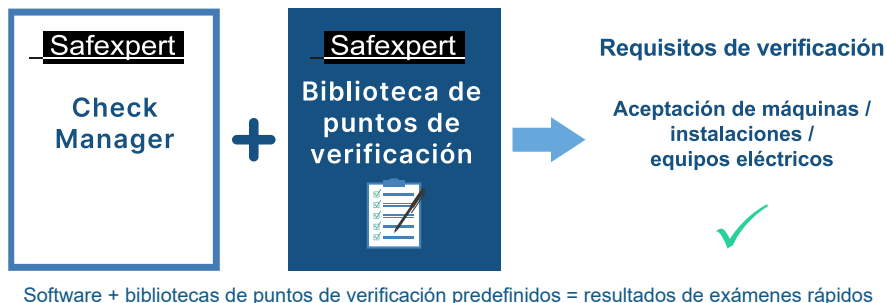 Safexpert
Check
Manager
+
Safexpert
Biblioteca de
puntos de
verificación
Requisitos de verificación
Aceptación de máquinas /
instalaciones /
equipos eléctricos
Software + bibliotecas de puntos de verificación predefinidos = resultados de exámenes rápidos